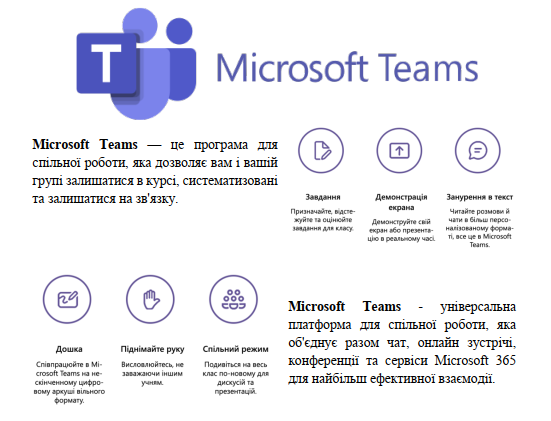 T
Microsoft Teams
Microsoft Teams — це програма для
спільної роботи, яка дозволяє вам і вашій
групі залишатися в курсі, систематизовані
та залишатися на зв'язку.
Завдання
Призначайте, відсте-
жуйте та оцінюйте
завдання для класу.
Демонстрація
екрана
Демонструйте свій
екран або презента-
цію в реальному часі.
Занурення в текст
Читайте розмови й
чати в більш персо-
налізованому форма-
ті, все це в Microsoft
Teams.
Дошка
Співпрацюйте в Mi-
crosoft Teams на не-
скінченному цифро-
вому аркуші вільного
формату.
Піднімайте руку
Висловлюйтесь, не
заважаючи іншим
учням.
Спільний режим
Подивіться на весь
клас по-новому для
дискусій та
презентацій.
Microsoft Teams - універсальна
платформа для спільної роботи, яка
об'єднує разом чат, онлайн зустрічі,
конференції та сервіси Microsoft 365
для найбільш ефективної взаємодії.